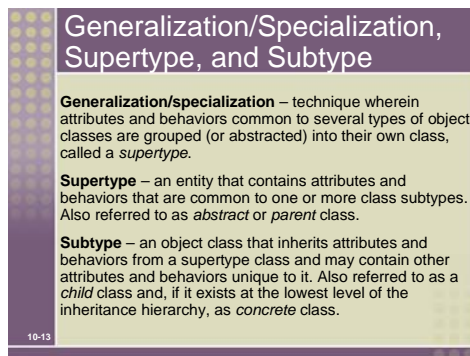 Generalization/Specialization,
Supertype, and Subtype
Generalization/specialization – technique wherein
attributes and behaviors common to several types of object
classes are grouped (or abstracted) into their own class,
called a supertype.
Supertype – an entity that contains attributes and
behaviors that are common to one or more class subtypes.
Also referred to as abstract or parent class.
Subtype – an object class that inherits attributes and
behaviors from a supertype class and may contain other
attributes and behaviors unique to it. Also referred to as a
child class and, if it exists at the lowest level of the
inheritance hierarchy, as concrete class.
10-13